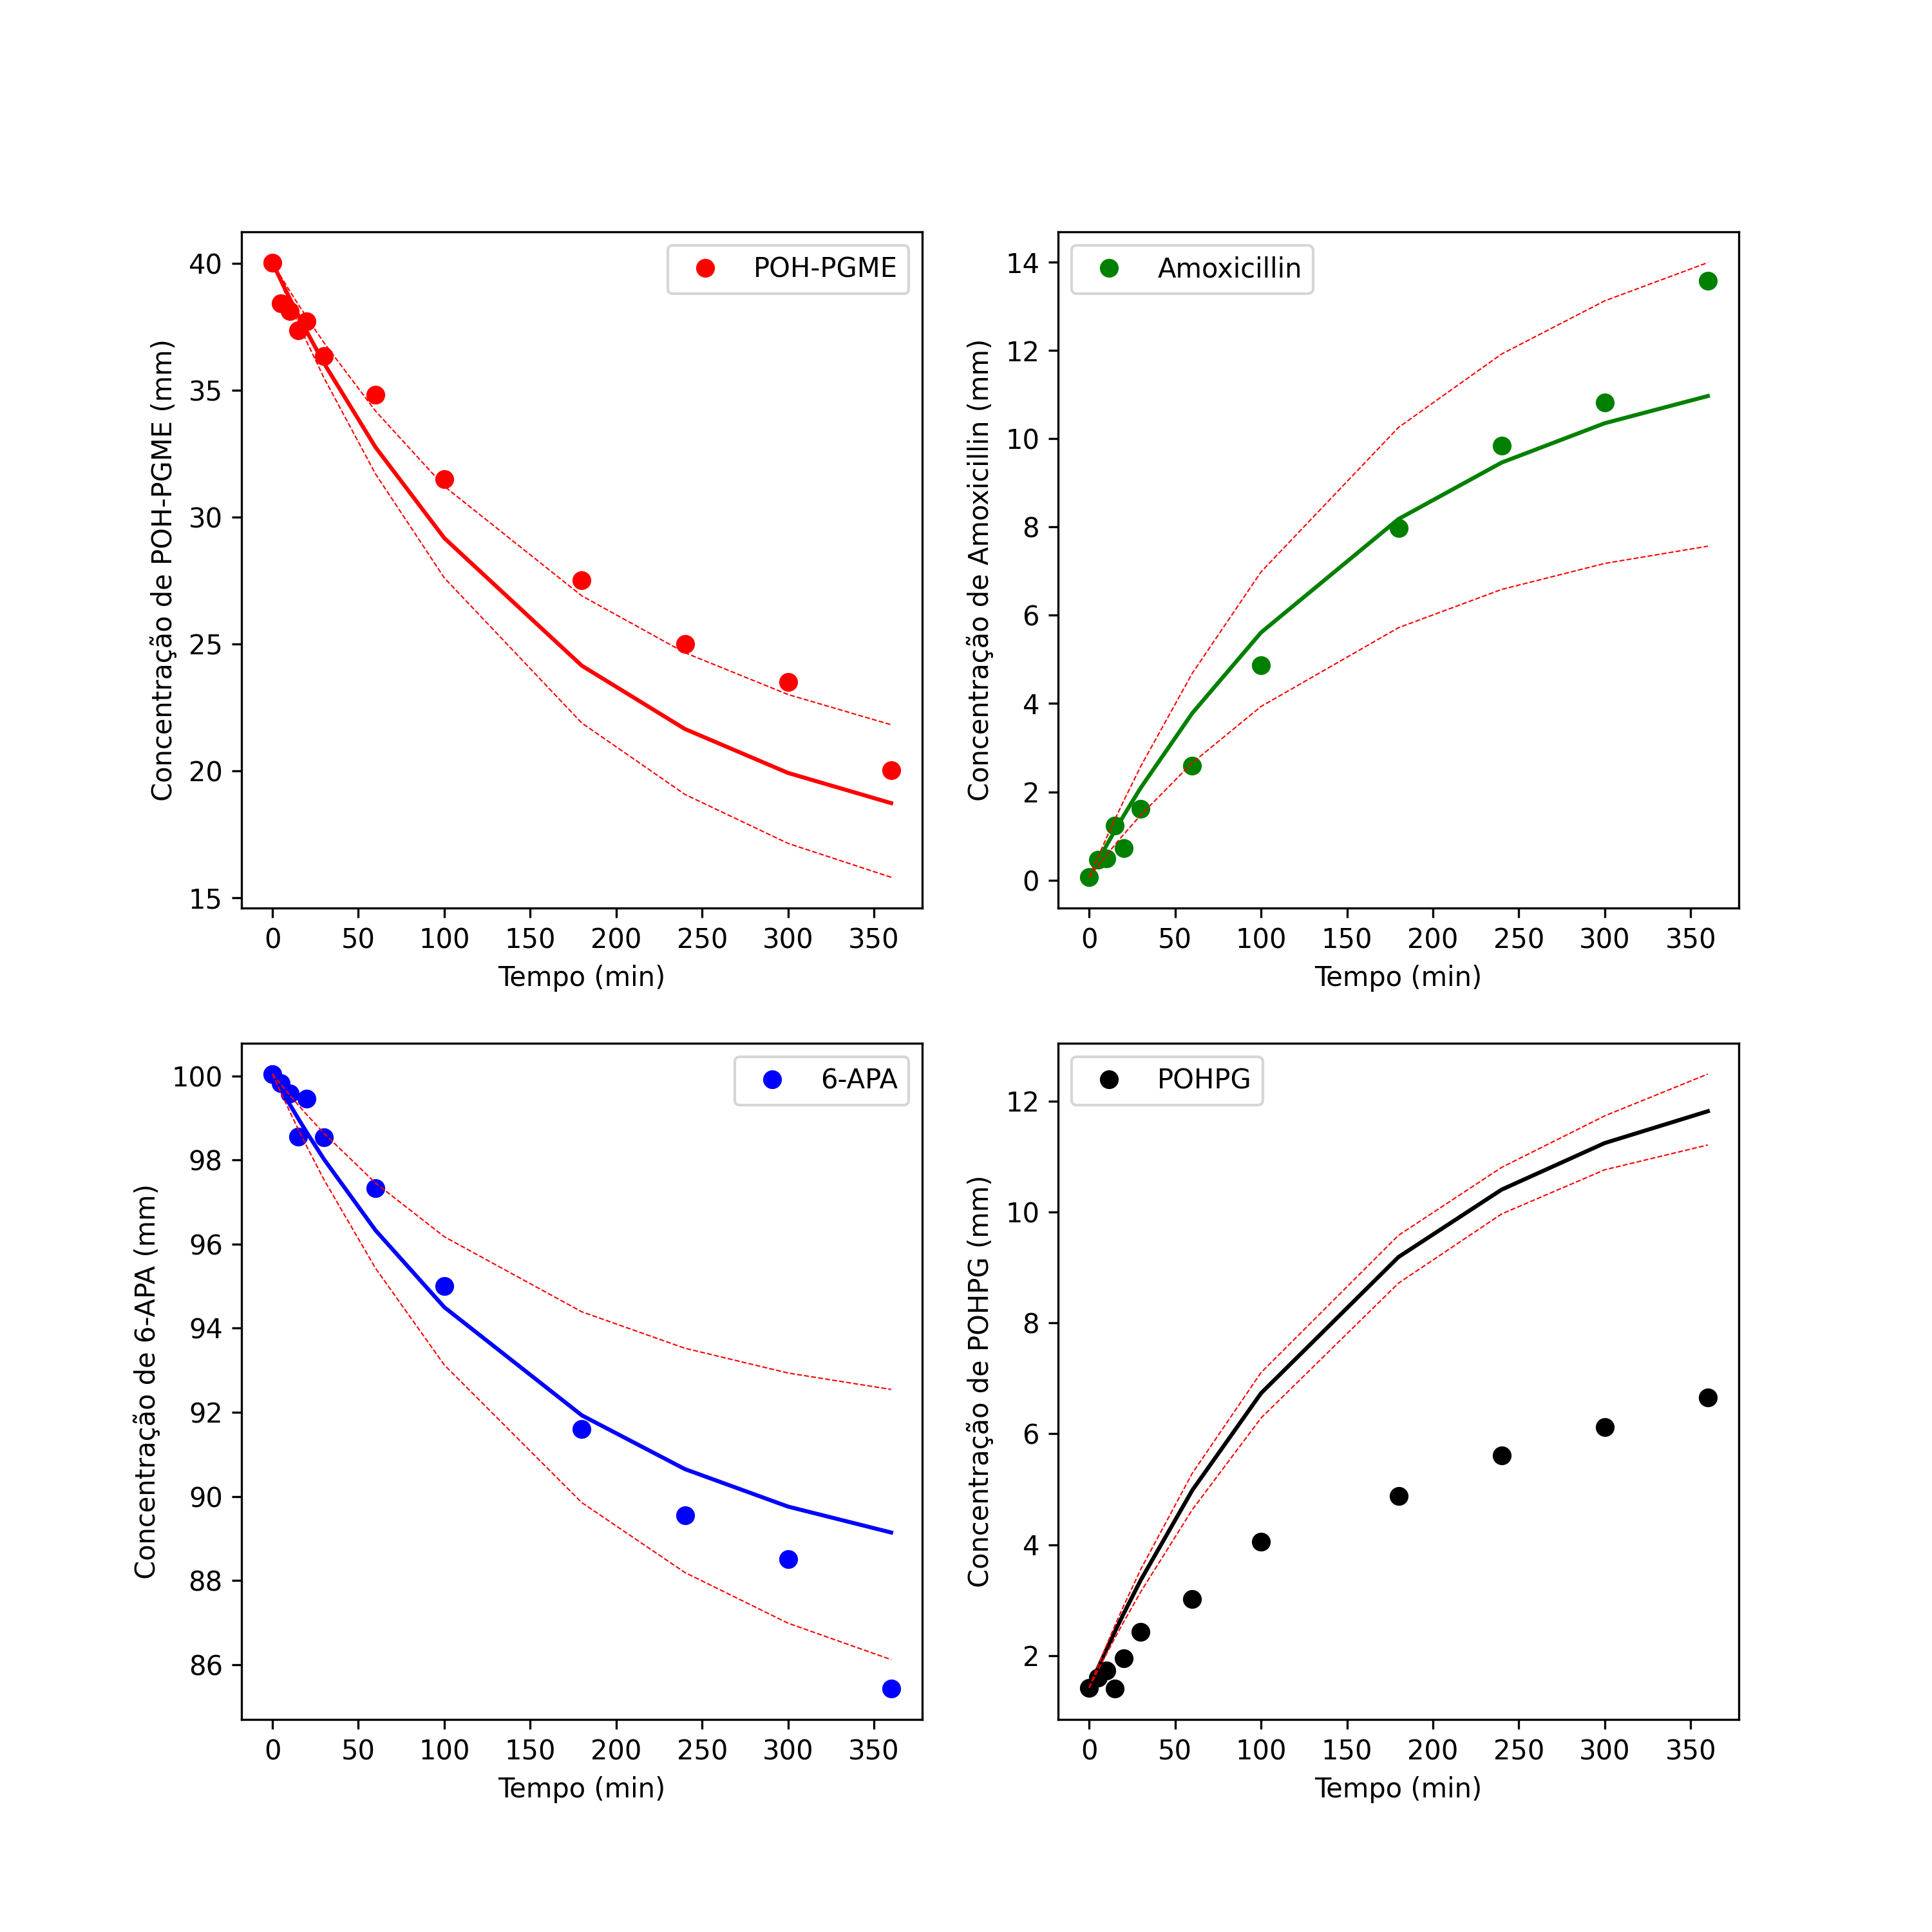 POH-PGME
Concentração de POH-PGME (mm)
40
35
30
25
20
15
0 50 100 150 200 250 300 350
Tempo (min)
Amoxicillin
Concentração de Amoxicillin (mm)
14
12
10
8
6
4
2
0
0 50 100 150 200 250 300 350
Tempo (min)
6-APA
Concentração de 6-APA (mm)
100
98
96
94
92
90
88
86
0 50 100 150 200 250 300 350
Tempo (min)
POHPG
Concentração de POHPG (mm)
12
10
8
6
4
2
0 50 100 150 200 250 300 350
Tempo (min)